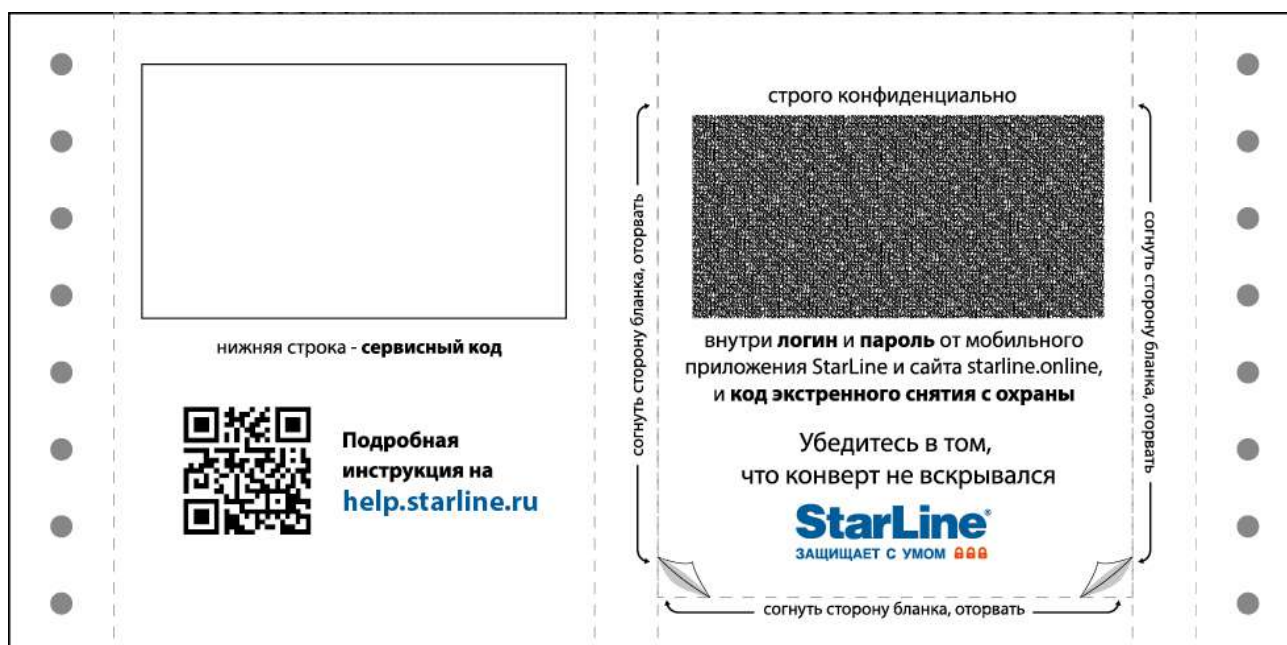 нижняя строка - сервисный код
Подробная
инструкция на
help.starline.ru
согнуть сторону бланка, оторвать
строго конфиденциально
внутри логин и пароль от мобильного
приложения StarLine и сайта starline.online,
и код экстренного снятия с охраны
Убедитесь в том,
что конверт не вскрывался
StarLine®
ЗАЩИЩАЕТ С УМОМ
согнуть сторону бланка, оторвать
согнуть сторону бланка, оторвать